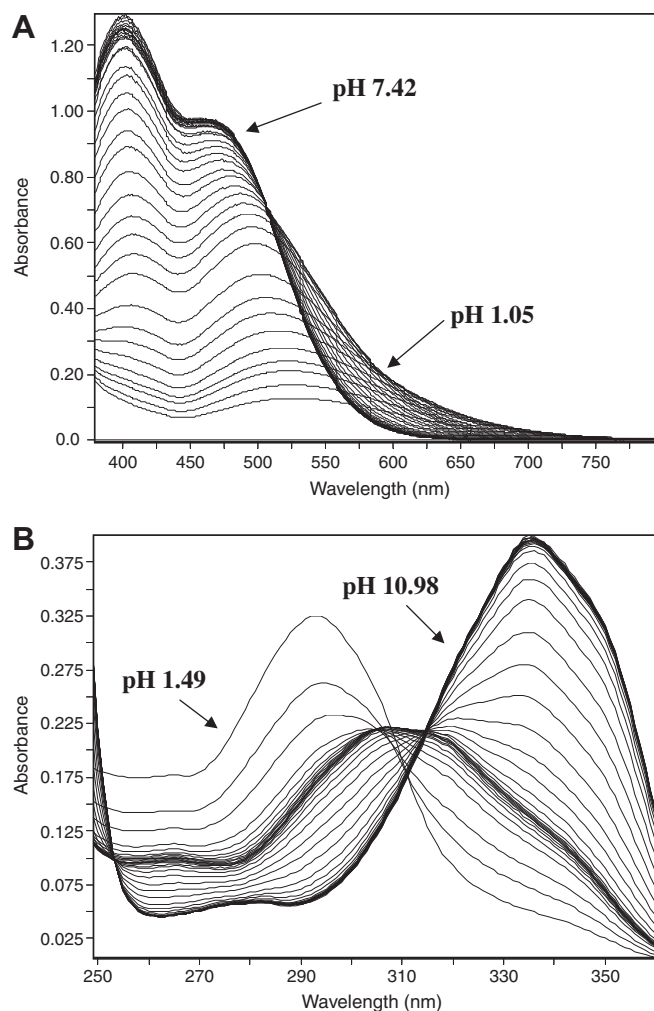 A
1.20
1.00
0.80
0.60
0.40
0.20
0.0
Absorbance
pH 7.42
pH 1.05
400 450 500 550 600 650 700 750
Wavelength (nm)
B
0.375
0.325
0.275
0.225
0.175
0.125
0.075
0.025
Absorbance
pH 10.98
pH 1.49
250 270 290 310 330 350
Wavelength (nm)